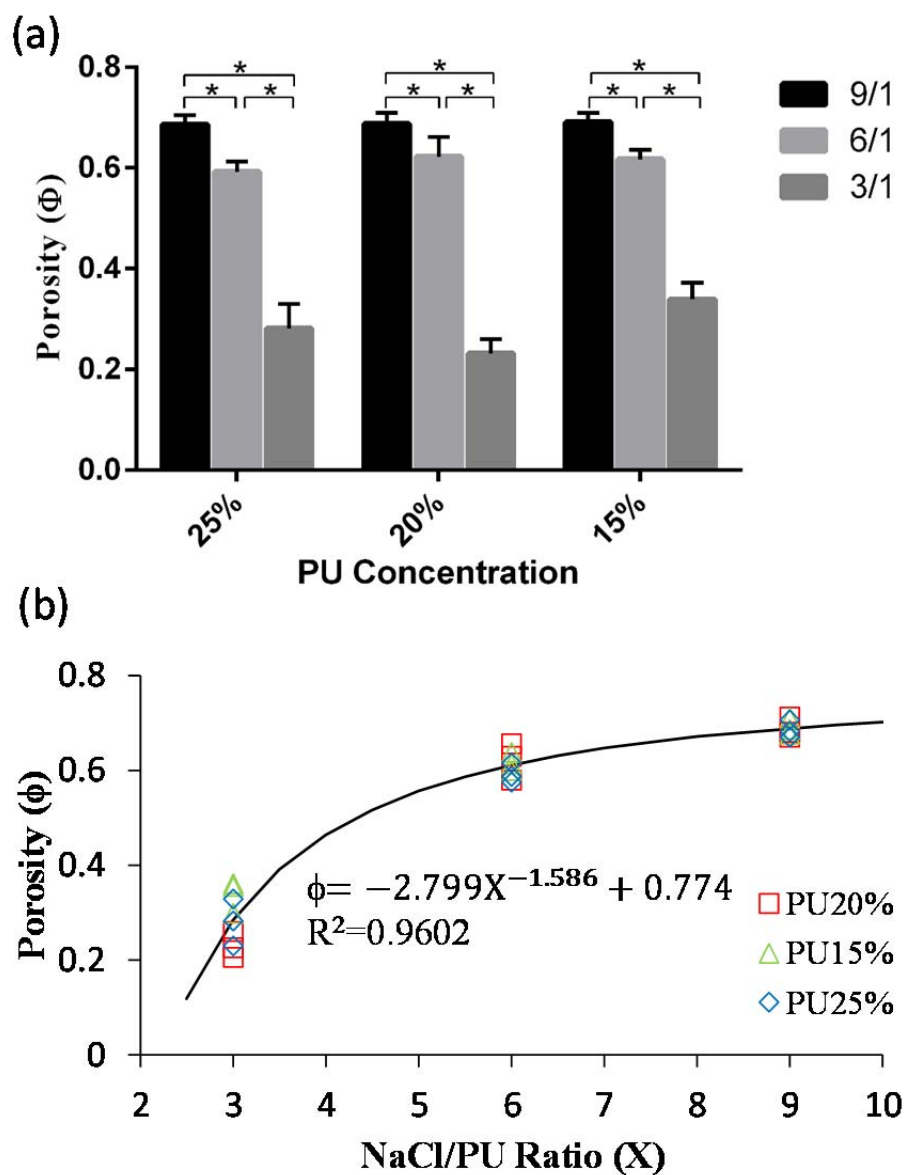 (a)
* * *
* * * * * *
0.8
0.6
0.4
0.2
0.0
Porosity (Φ)
9/1
6/1
3/1
25% 20% 15%
PU Concentration
(b)
0.8
0.6
0.4
0.2
0
Porosity (ϕ)
ϕ= −2.799X^−1.586 + 0.774
R²=0.9602
PU20%
PU15%
PU25%
2 3 4 5 6 7 8 9 10
NaCl/PU Ratio (X)